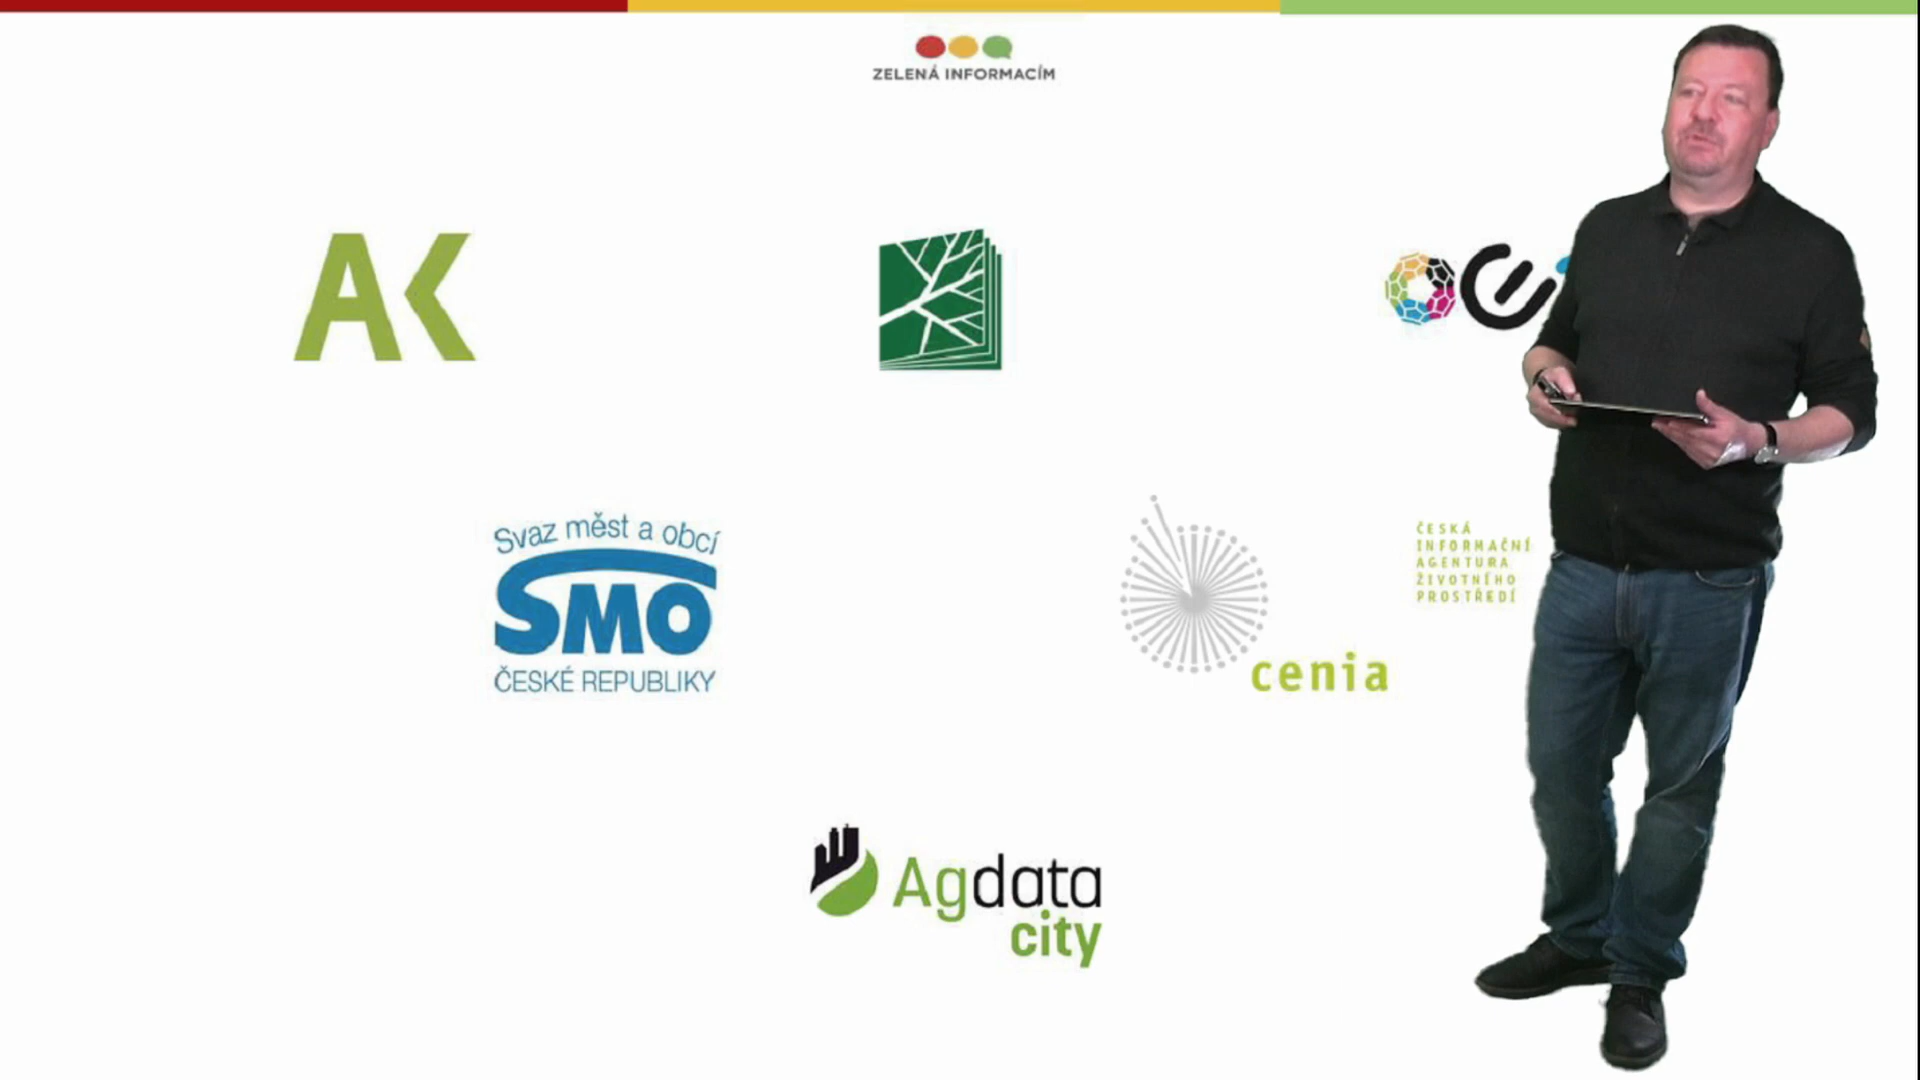 ZELENÁ INFORMACÍM
AK
Svaz měst a obcí
SMO
ČESKÉ REPUBLIKY
ČESKÁ
INFORMAČNÍ
AGENTURA
ŽIVOTNÍHO
PROSTŘEDÍ
cenia
Agdata
city